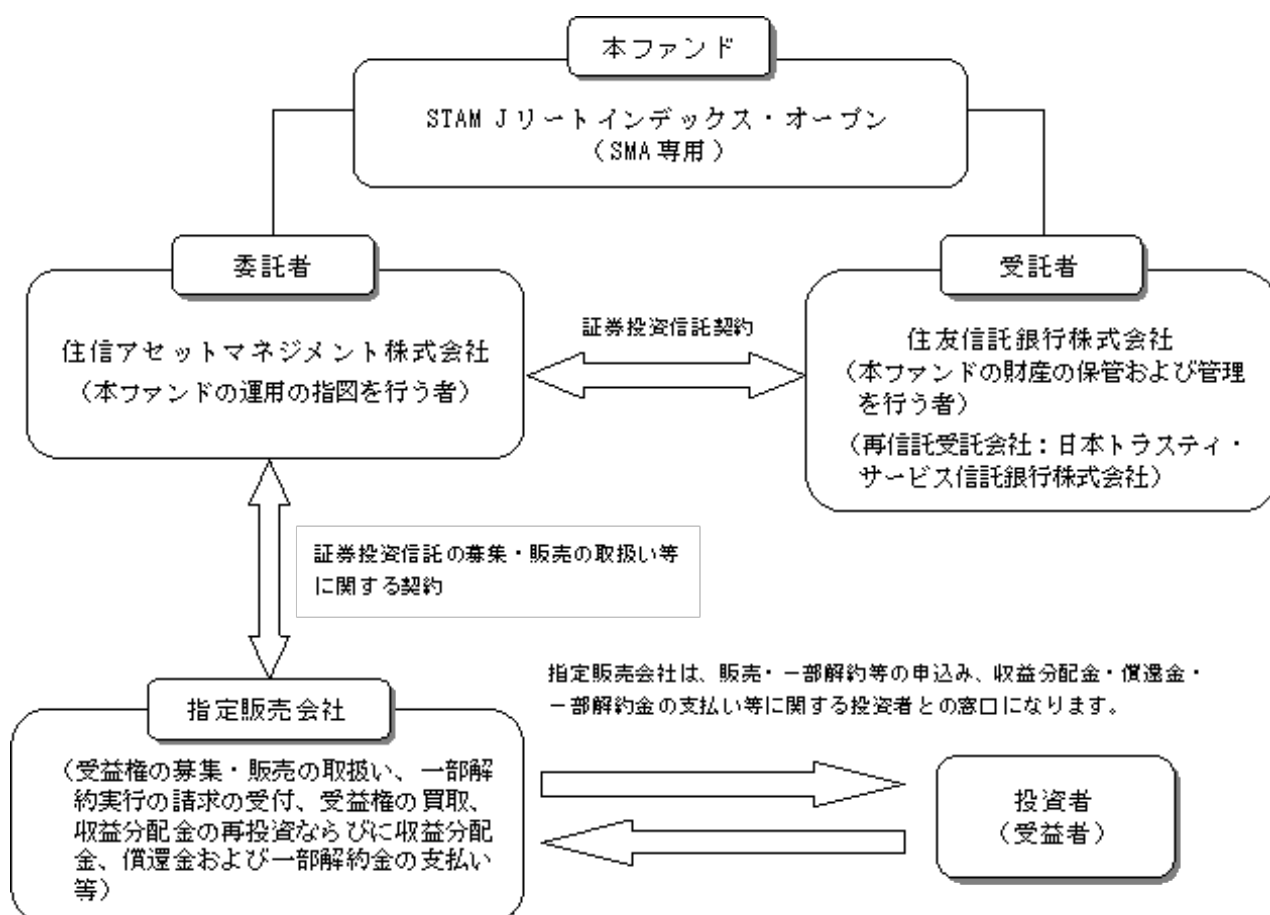 本ファンド
STAM Jリートインデックス・オープン
(SMA専用)
委託者
受託者
住信アセットマネジメント株式会社
(本ファンドの運用の指図を行う者)
証券投資信託契約
住友信託銀行株式会社
(本ファンドの財産の保管および管理
を行う者)
(再信託受託会社：日本トラスティ・
サービス信託銀行株式会社)
証券投資信託の募集・販売の取扱い等
に関する契約
指定販売会社は、販売・一部解約等の申込み、収益分配金・償還金・
一部解約金の支払い等に関する投資者との窓口になります。
指定販売会社
(受益権の募集・販売の取扱い、一部解
約実行の請求の受付、受益権の買取、
収益分配金の再投資ならびに収益分配
金、償還金および一部解約金の支払い
等)
投資者
(受益者)